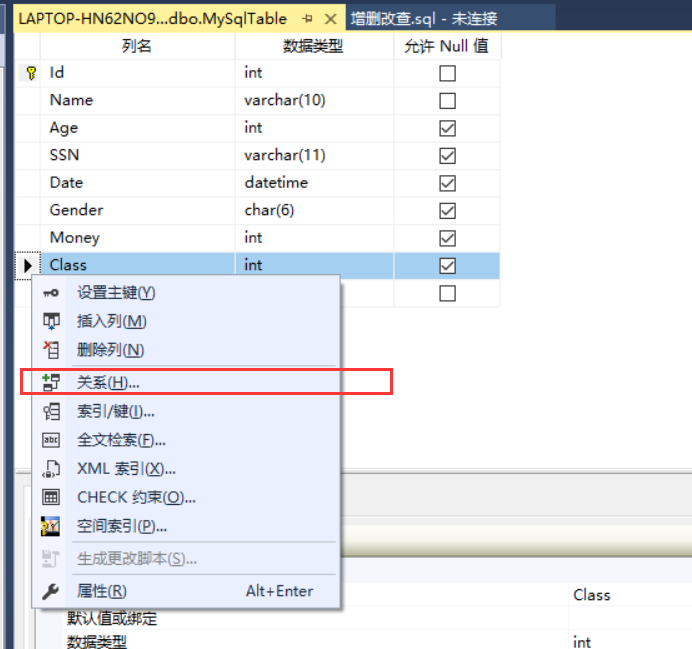 LAPTOP-HN62NO9...dbo.MySqlTable 增删改查.sql - 未连接
列名 数据类型 允许 Null 值
Id int
Name varchar(10)
Age int
SSN varchar(11)
Date datetime
Gender char(6)
Money int
Class int
设置主键(Y)
插入列(M)
删除列(N)
关系(H)...
索引/键(I)...
全文检索(F)...
XML 索引(X)...
CHECK 约束(O)...
空间索引(P)...
生成更改脚本(S)...
属性(R) Alt+Enter
Class
默认值或绑定
数据类型 int